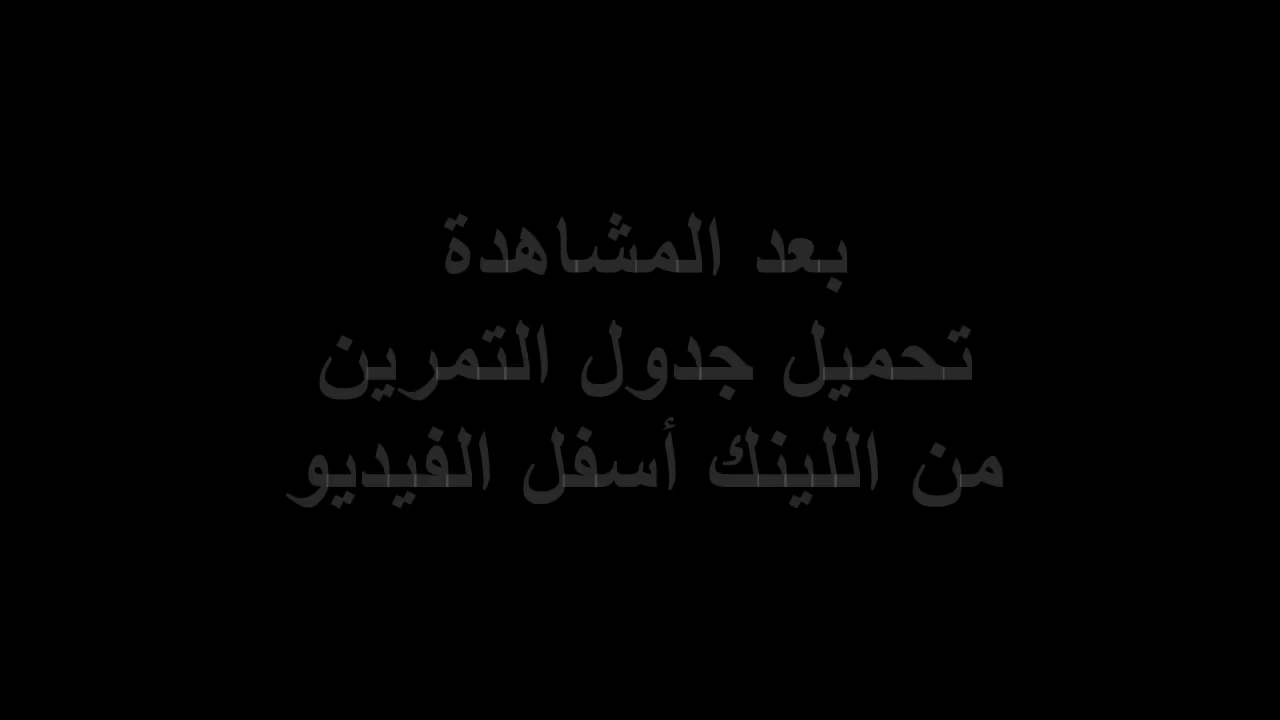 بعد المشاهدة
تحميل جدول التمرين
من اللينك أسفل الفيديو